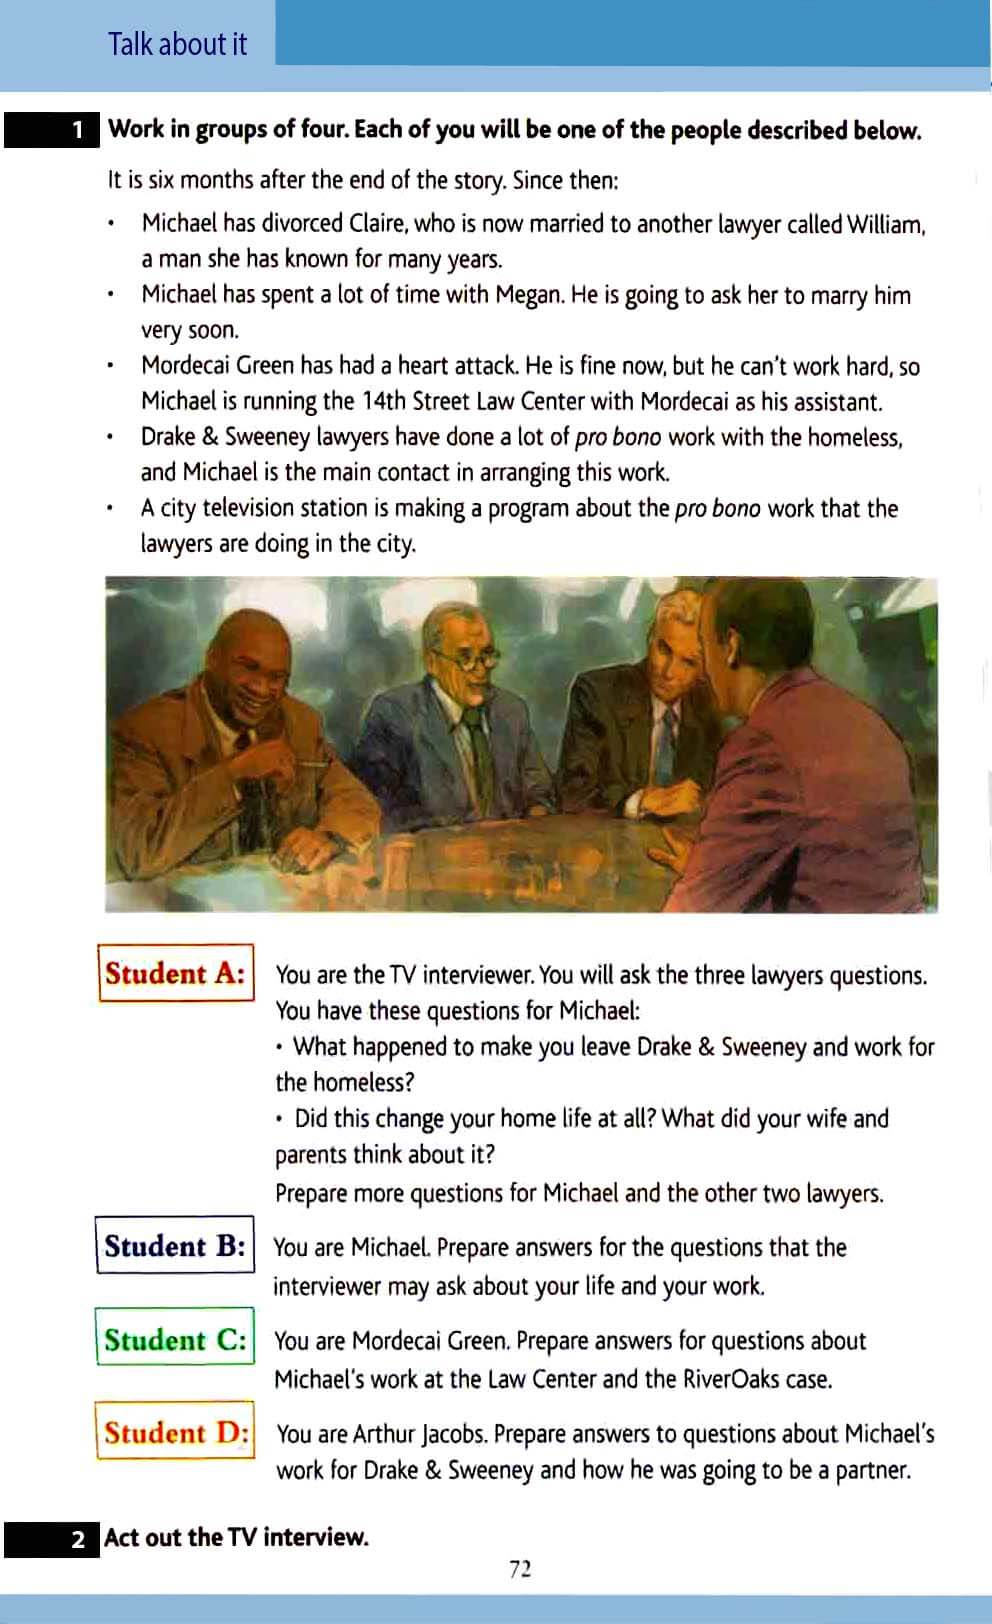 Talk about it
1 Work in groups of four. Each of you will be one of the people described below.
It is six months after the end of the story. Since then:
• Michael has divorced Claire, who is now married to another lawyer called William,
a man she has known for many years.
• Michael has spent a lot of time with Megan. He is going to ask her to marry him
very soon.
• Mordecai Green has had a heart attack. He is fine now, but he can't work hard, so
Michael is running the 14th Street Law Center with Mordecai as his assistant.
• Drake & Sweeney lawyers have done a lot of pro bono work with the homeless,
and Michael is the main contact in arranging this work.
• A city television station is making a program about the pro bono work that the
lawyers are doing in the city.
Student A: You are the TV interviewer. You will ask the three lawyers questions.
You have these questions for Michael:
• What happened to make you leave Drake & Sweeney and work for
the homeless?
• Did this change your home life at all? What did your wife and
parents think about it?
Prepare more questions for Michael and the other two lawyers.
Student B: You are Michael. Prepare answers for the questions that the
interviewer may ask about your life and your work.
Student C: You are Mordecai Green. Prepare answers for questions about
Michael's work at the Law Center and the RiverOaks case.
Student D: You are Arthur Jacobs. Prepare answers to questions about Michael's
work for Drake & Sweeney and how he was going to be a partner.
2 Act out the TV interview.
72